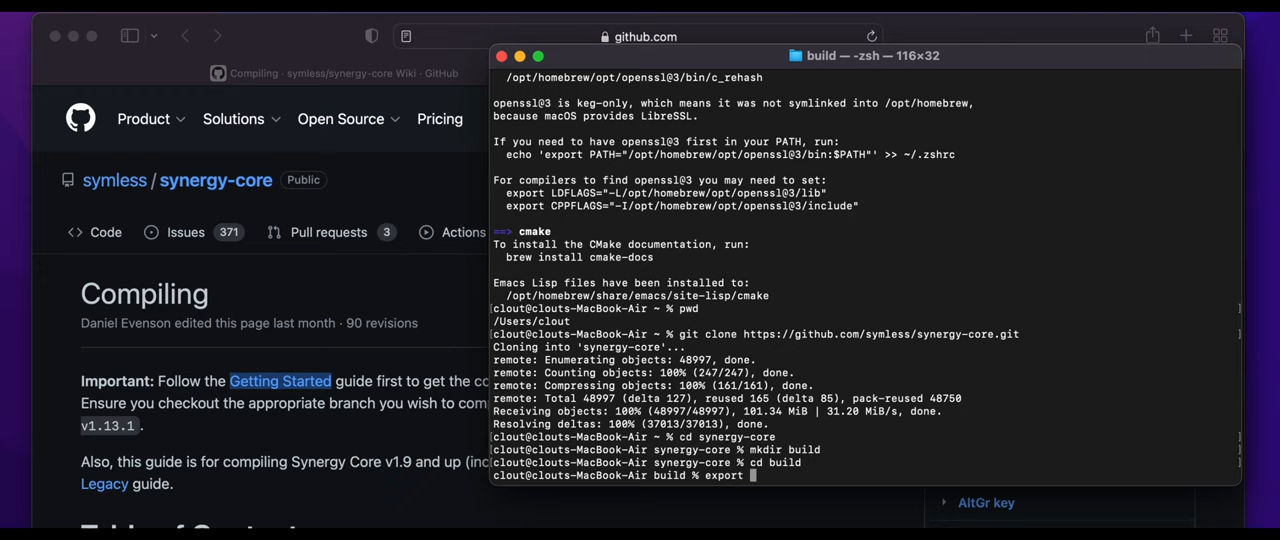 github.com
Compiling · symless/synergy-core Wiki · GitHub
Product
Solutions
Open Source
Pricing
symless / synergy-core Public
Code
Issues 371
Pull requests 3
Actions
Compiling
Daniel Evenson edited this page last month · 90 revisions
Important: Follow the Getting Started guide first to get the co
Ensure you checkout the appropriate branch you wish to com
v1.13.1.
Also, this guide is for compiling Synergy Core v1.9 and up (inc
Legacy guide.
AltGr key
build — -zsh — 116×32
/opt/homebrew/opt/openssl@3/bin/c_rehash
openssl@3 is keg-only, which means it was not symlinked into /opt/homebrew,
because macOS provides LibreSSL.
If you need to have openssl@3 first in your PATH, run:
echo 'export PATH="/opt/homebrew/opt/openssl@3/bin:$PATH"' >> ~/.zshrc
For compilers to find openssl@3 you may need to set:
export LDFLAGS="-L/opt/homebrew/opt/openssl@3/lib"
export CPPFLAGS="-I/opt/homebrew/opt/openssl@3/include"
==> cmake
To install the CMake documentation, run:
brew install cmake-docs
Emacs Lisp files have been installed to:
/opt/homebrew/share/emacs/site-lisp/cmake
[clout@clouts-MacBook-Air ~ % pwd ]
/Users/clout
[clout@clouts-MacBook-Air ~ % git clone https://github.com/symless/synergy-core.git ]
Cloning into 'synergy-core'...
remote: Enumerating objects: 48997, done.
remote: Counting objects: 100% (247/247), done.
remote: Compressing objects: 100% (161/161), done.
remote: Total 48997 (delta 127), reused 165 (delta 85), pack-reused 48750
Receiving objects: 100% (48997/48997), 101.34 MiB | 31.20 MiB/s, done.
Resolving deltas: 100% (37013/37013), done.
[clout@clouts-MacBook-Air ~ % cd synergy-core ]
[clout@clouts-MacBook-Air synergy-core % mkdir build ]
[clout@clouts-MacBook-Air synergy-core % cd build ]
clout@clouts-MacBook-Air build % export